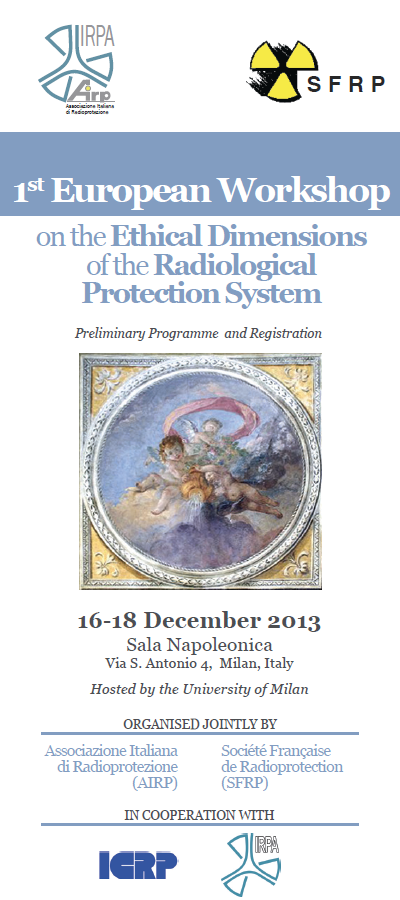 IRPA
Airp
Associazione Italiana
di Radioprotezione
SFRP
1st European Workshop
on the Ethical Dimensions
of the Radiological
Protection System
Preliminary Programme and Registration
16-18 December 2013
Sala Napoleonica
Via S. Antonio 4, Milan, Italy
Hosted by the University of Milan
ORGANISED JOINTLY BY
Associazione Italiana
di Radioprotezione
(AIRP)
Société Française
de Radioprotection
(SFRP)
IN COOPERATION WITH
ICRP
IRPA